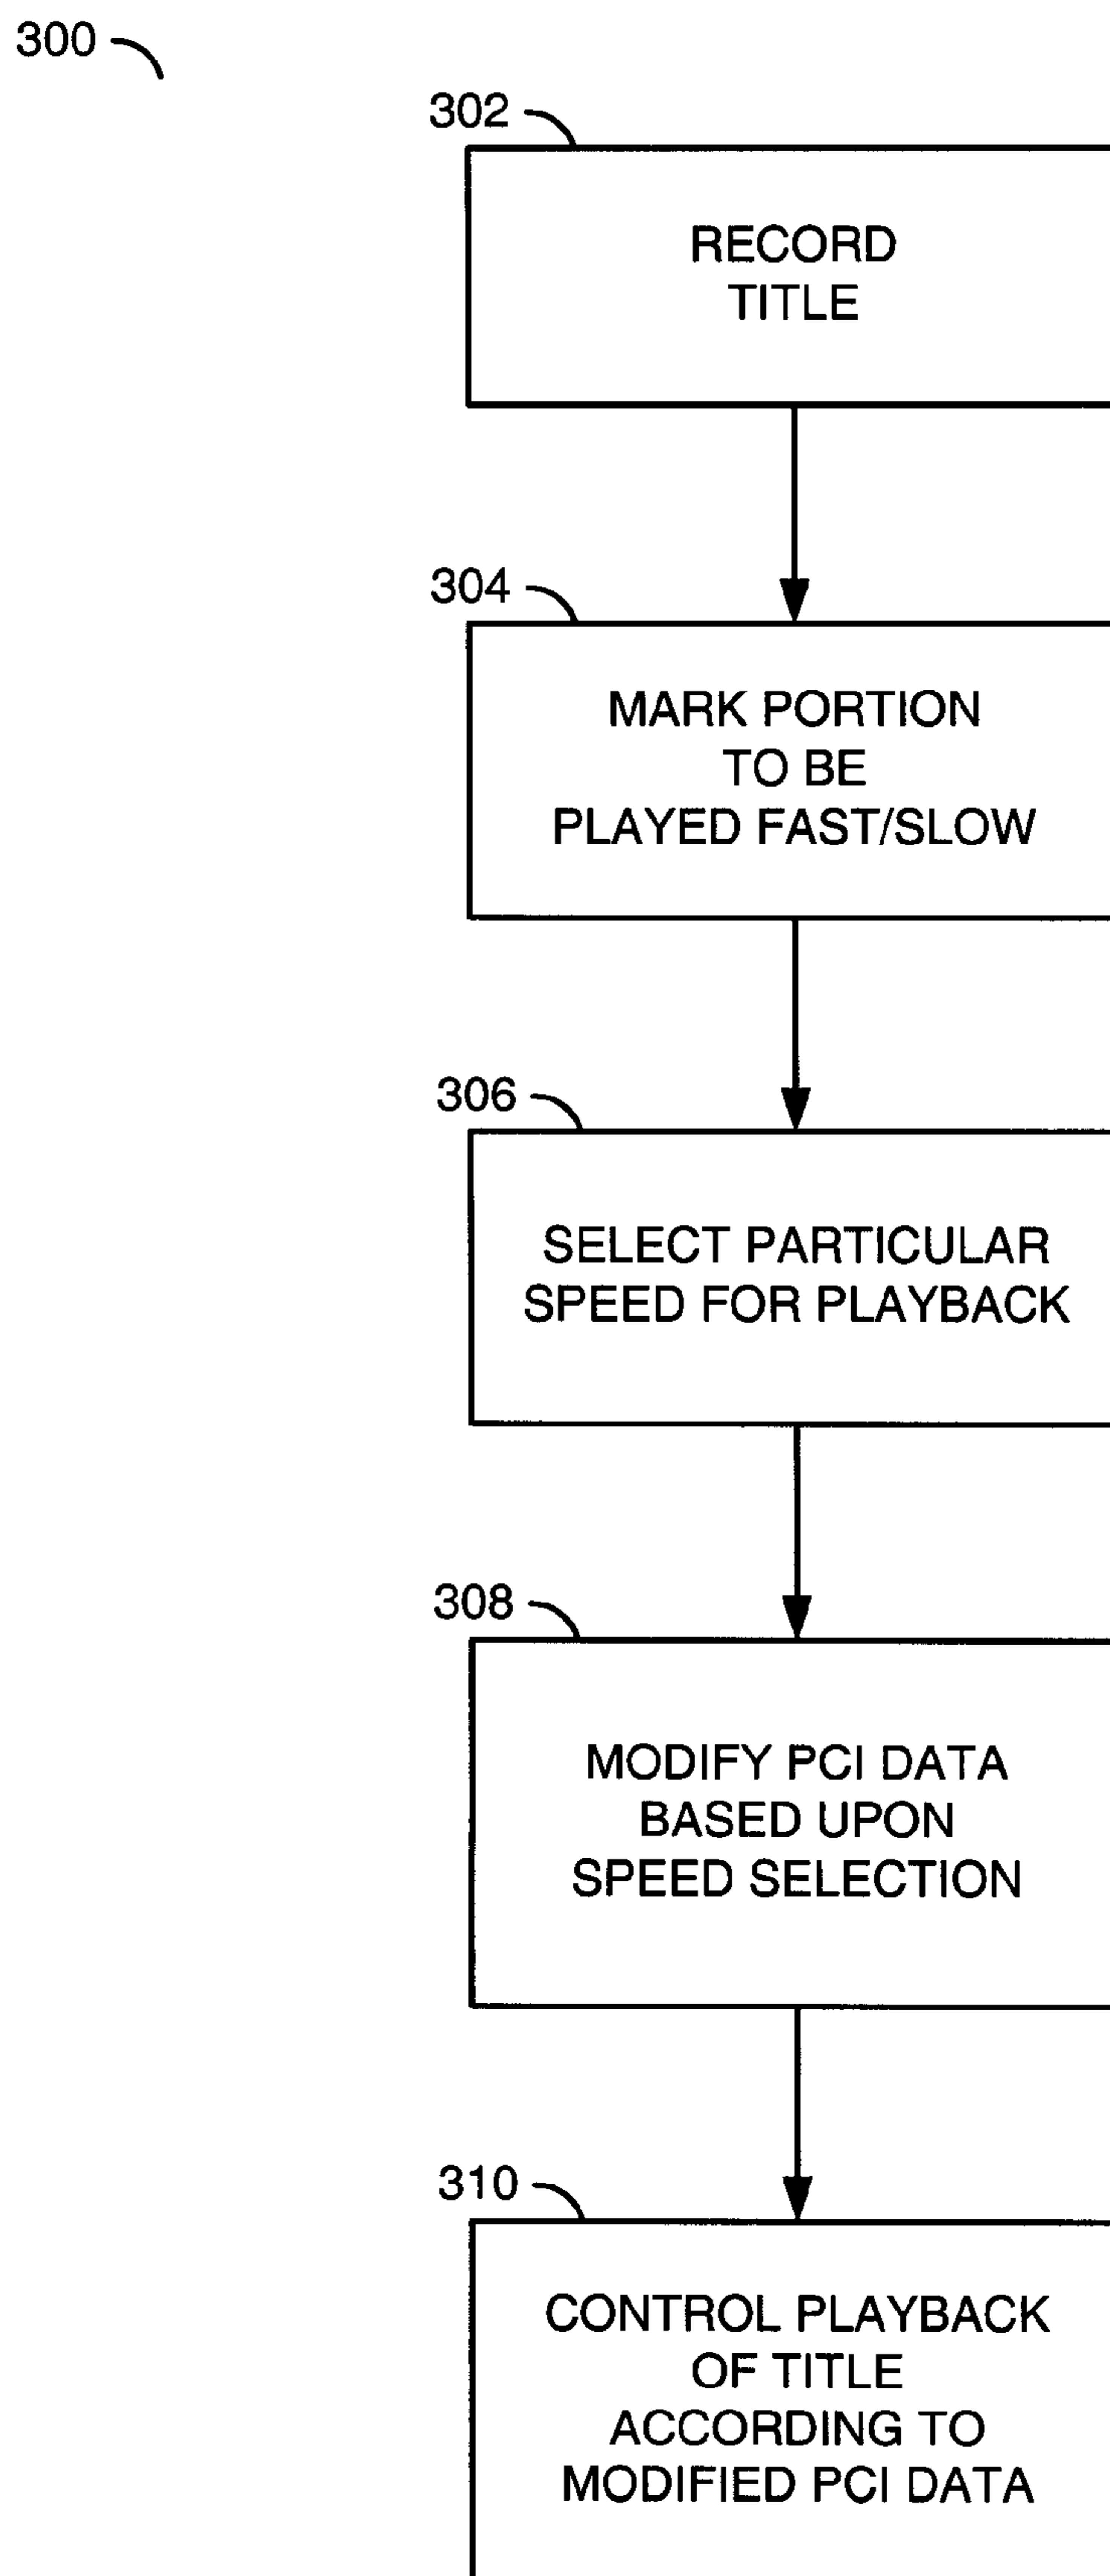 300
302
RECORD
TITLE
304
MARK PORTION
TO BE
PLAYED FAST/SLOW
306
SELECT PARTICULAR
SPEED FOR PLAYBACK
308
MODIFY PCI DATA
BASED UPON
SPEED SELECTION
310
CONTROL PLAYBACK
OF TITLE
ACCORDING TO
MODIFIED PCI DATA